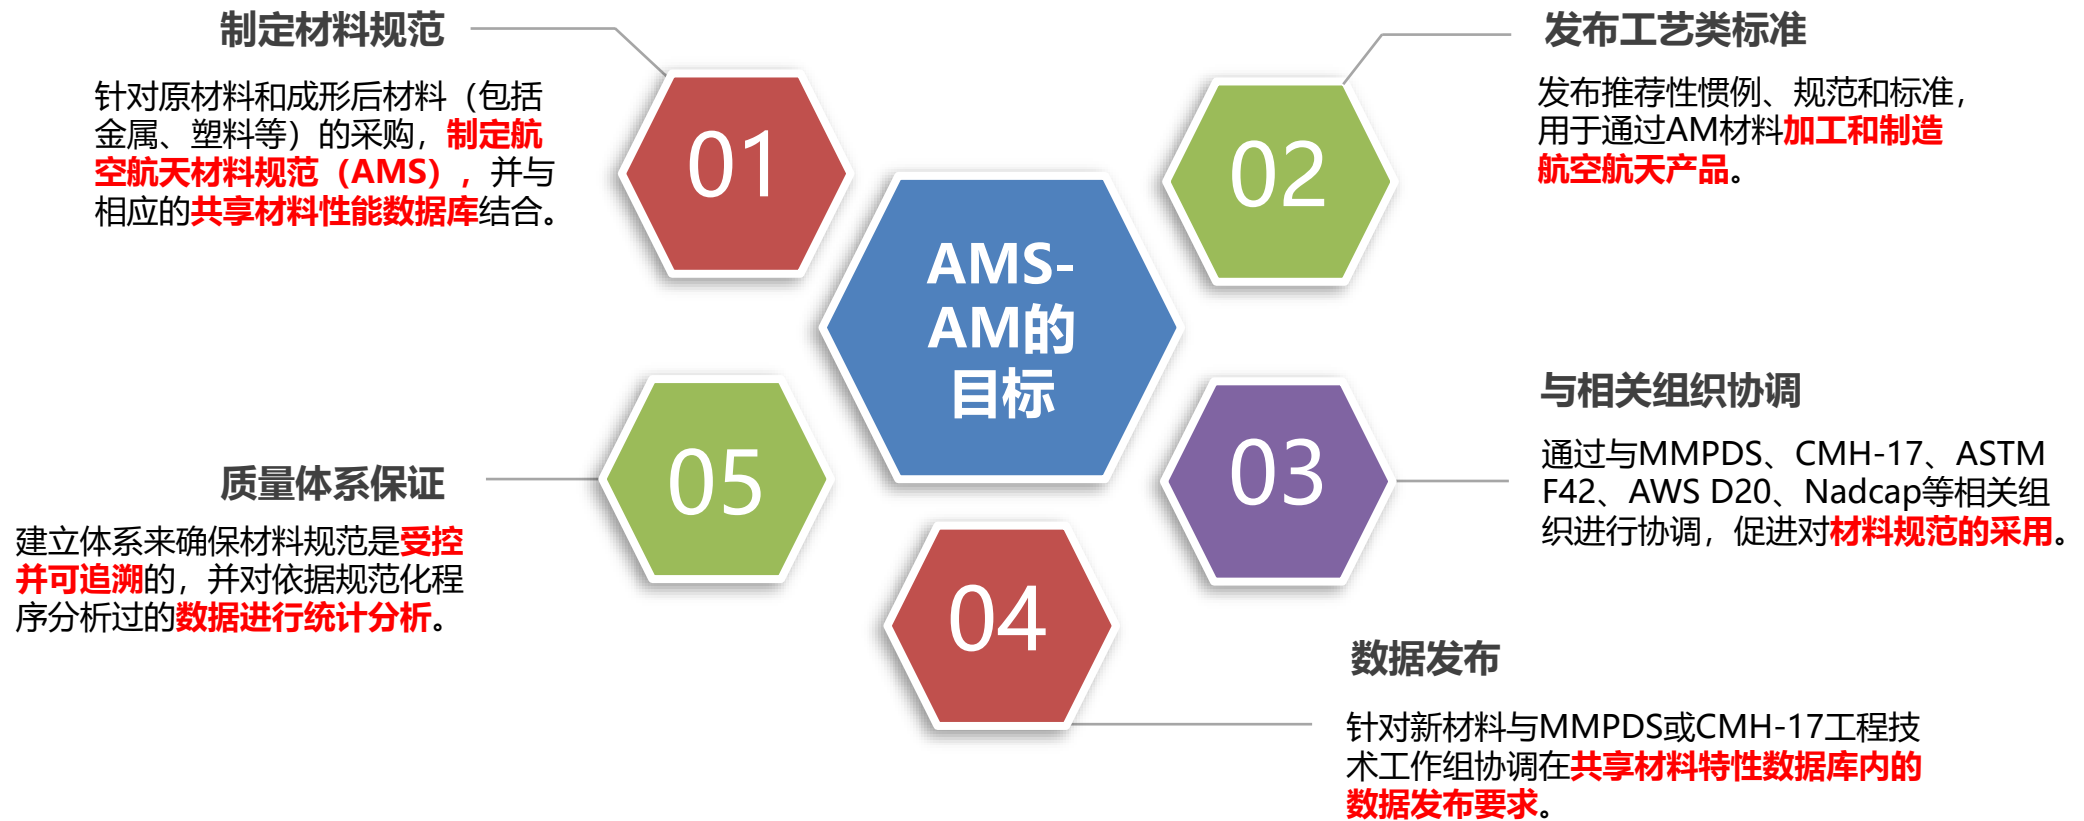 制定材料规范
针对原材料和成形后材料（包括
金属、塑料等）的采购，制定航
空航天材料规范（AMS），并与
相应的共享材料性能数据库结合。
01
发布工艺类标准
发布推荐性惯例、规范和标准，
用于通过AM材料加工和制造
航空航天产品。
02
AMS-
AM的
目标
与相关组织协调
通过与MMPDS、CMH-17、ASTM
F42、AWS D20、Nadcap等相关组
织进行协调，促进对材料规范的采用。
03
数据发布
针对新材料与MMPDS或CMH-17工程技
术工作组协调在共享材料特性数据库内的
数据发布要求。
04
质量体系保证
建立体系来确保材料规范是受控
并可追溯的，并对依据规范化程
序分析过的数据进行统计分析。
05